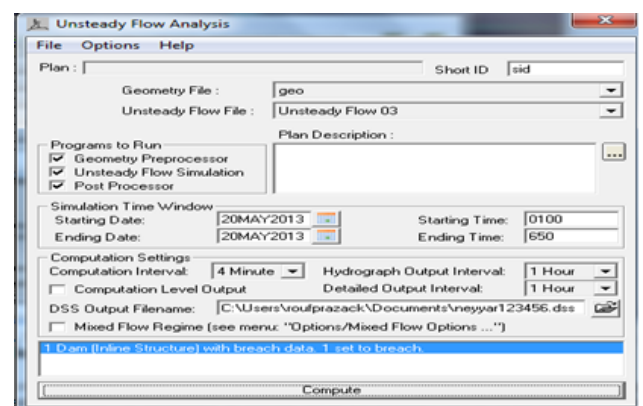 Unsteady Flow Analysis
File Options Help
Plan : Short ID sid
Geometry File : geo
Unsteady Flow File : Unsteady Flow 03
Plan Description :
Programs to Run
Geometry Preprocessor
Unsteady Flow Simulation
Post Processor
...
Simulation Time Window
Starting Date: 20MAY2013 Starting Time: 0100
Ending Date: 20MAY2013 Ending Time: 650
Computation Settings
Computation Interval: 4 Minute Hydrograph Output Interval: 1 Hour
Computation Level Output Detailed Output Interval: 1 Hour
DSS Output Filename: C:\Users\roulprazack\Documents\neyyar123456.dss
Mixed Flow Regime (see menu: "Options/Mixed Flow Options ...")
1 Dam (Inline Structure) with breach data. 1 set to breach.
Compute